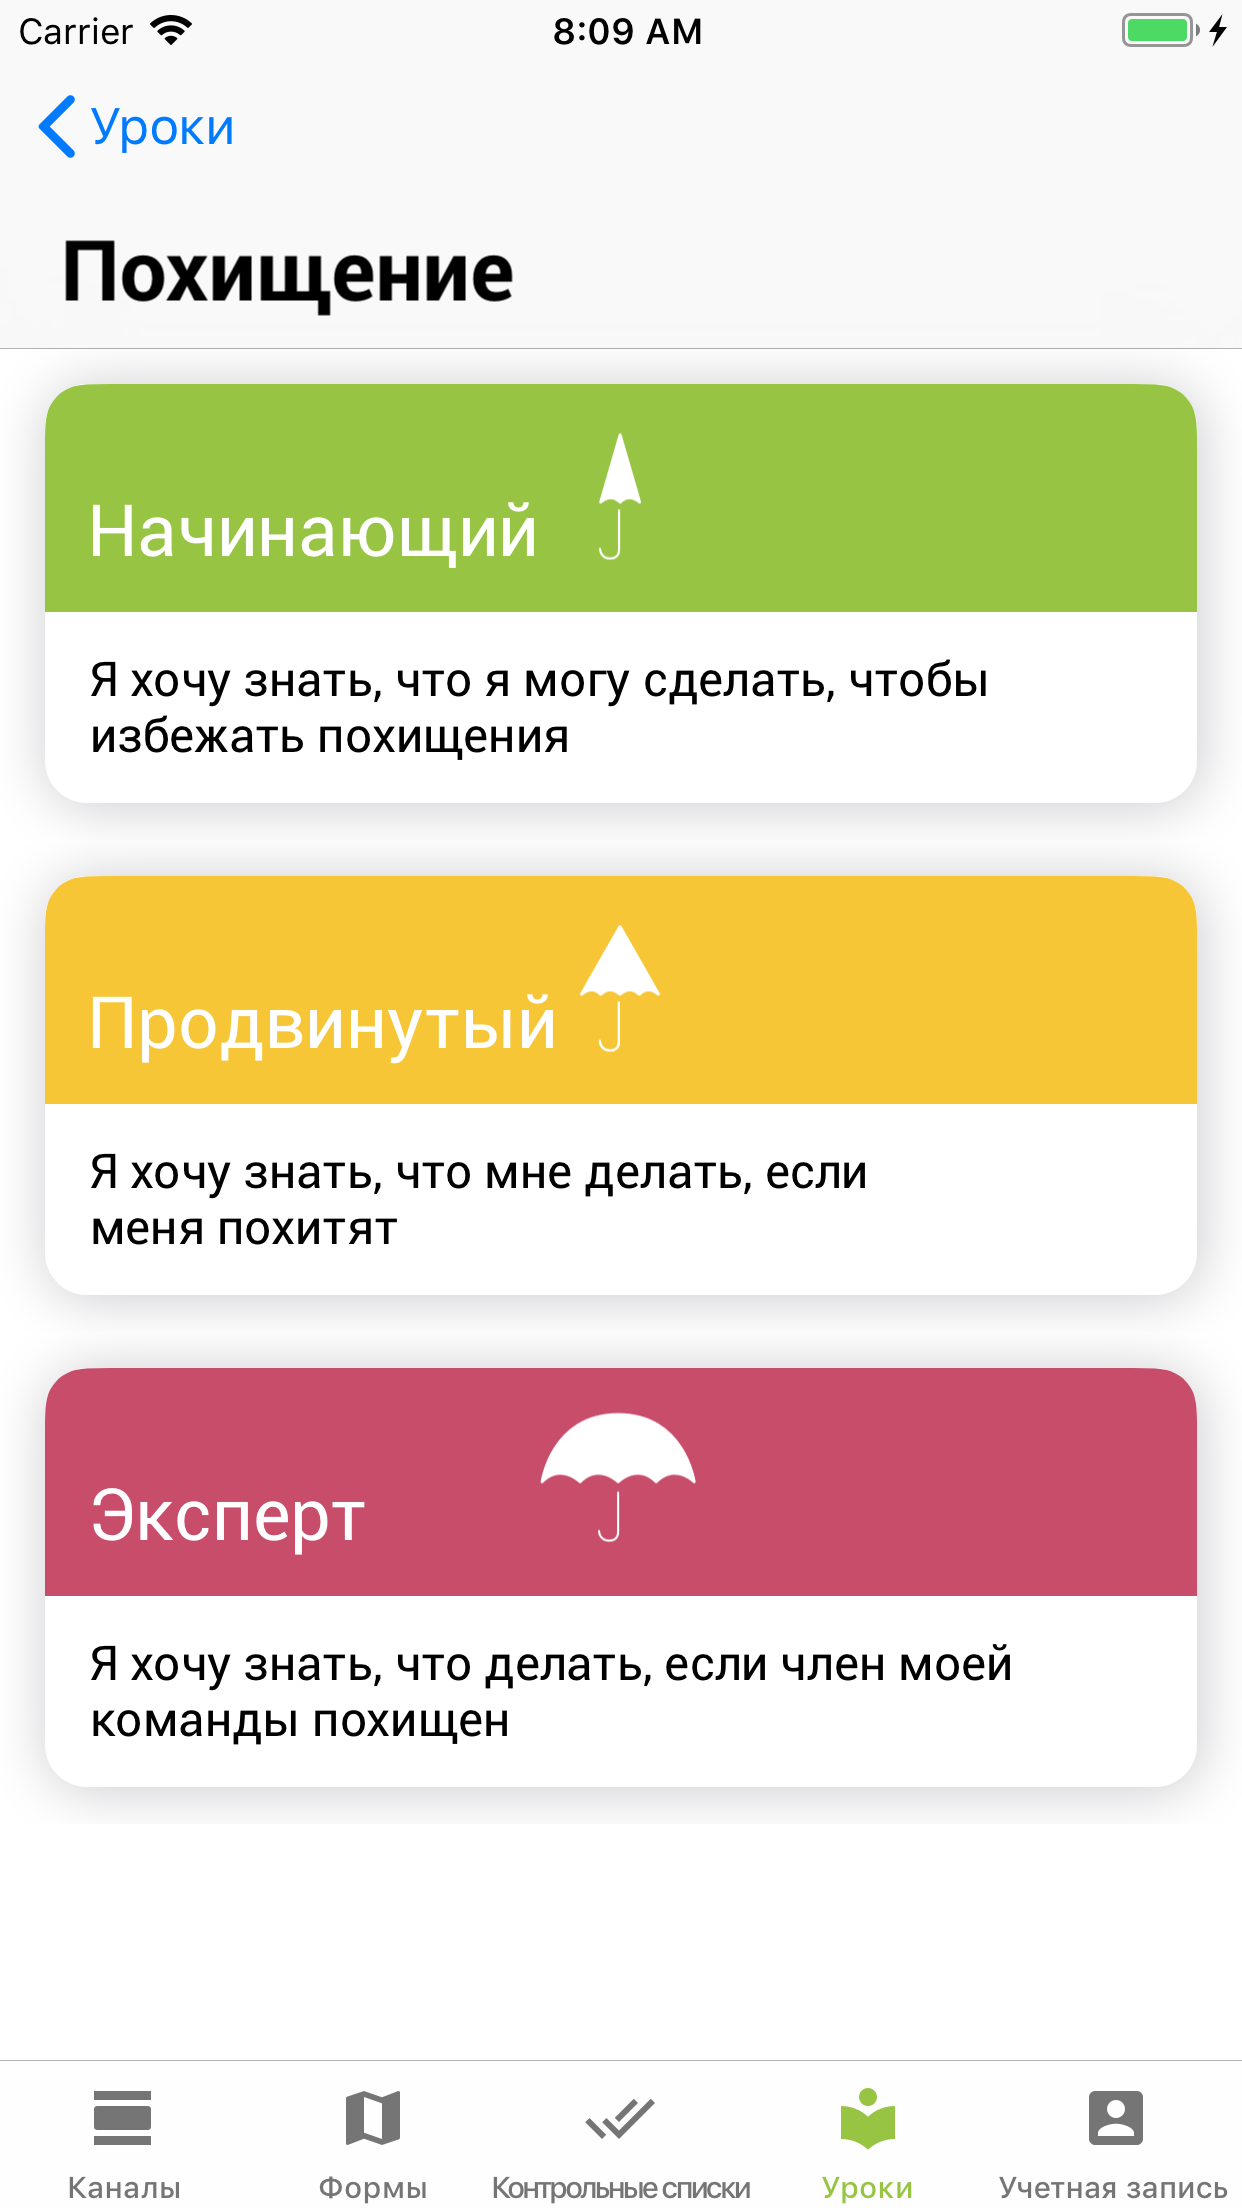 Carrier 8:09 AM
Уроки
Похищение
Начинающий
Я хочу знать, что я могу сделать, чтобы
избежать похищения
Продвинутый
Я хочу знать, что мне делать, если
меня похитят
Эксперт
Я хочу знать, что делать, если член моей
команды похищен
Каналы Формы Контрольные списки Уроки Учетная запись